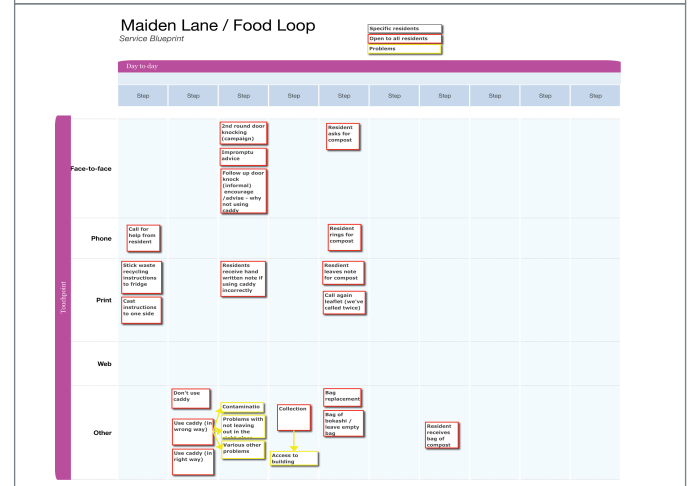 Maiden Lane / Food Loop
Service Blueprint
Specific residents
Open to all residents
Problems
Day to day
Step Step Step Step Step Step Step Step Step Step
Touchpoint
Face-to-face
2nd round door
knocking
(campaign)
Impromptu
advice
Follow up door
knock
(informal)
encourage
/advise - why
not using
caddy
Resident
asks for
compost
Phone
Call for
help from
resident
Resident
rings for
compost
Print
Stick waste
recycling
instructions
to fridge
Cast
instructions
to one side
Residents
receive hand
written note if
using caddy
incorrectly
Resdient
leaves note
for compost
Call again
leaflet (we've
called twice)
Web
Other
Don't use
caddy
Use caddy (in
wrong way)
Use caddy (in
right way)
Contaminatio
Problems with
not leaving
out in the
Various other
problems
Collection
Access to
building
Bag
replacement
Bag of
bokashi /
leave empty
bag
Resident
receives
bag of
compost